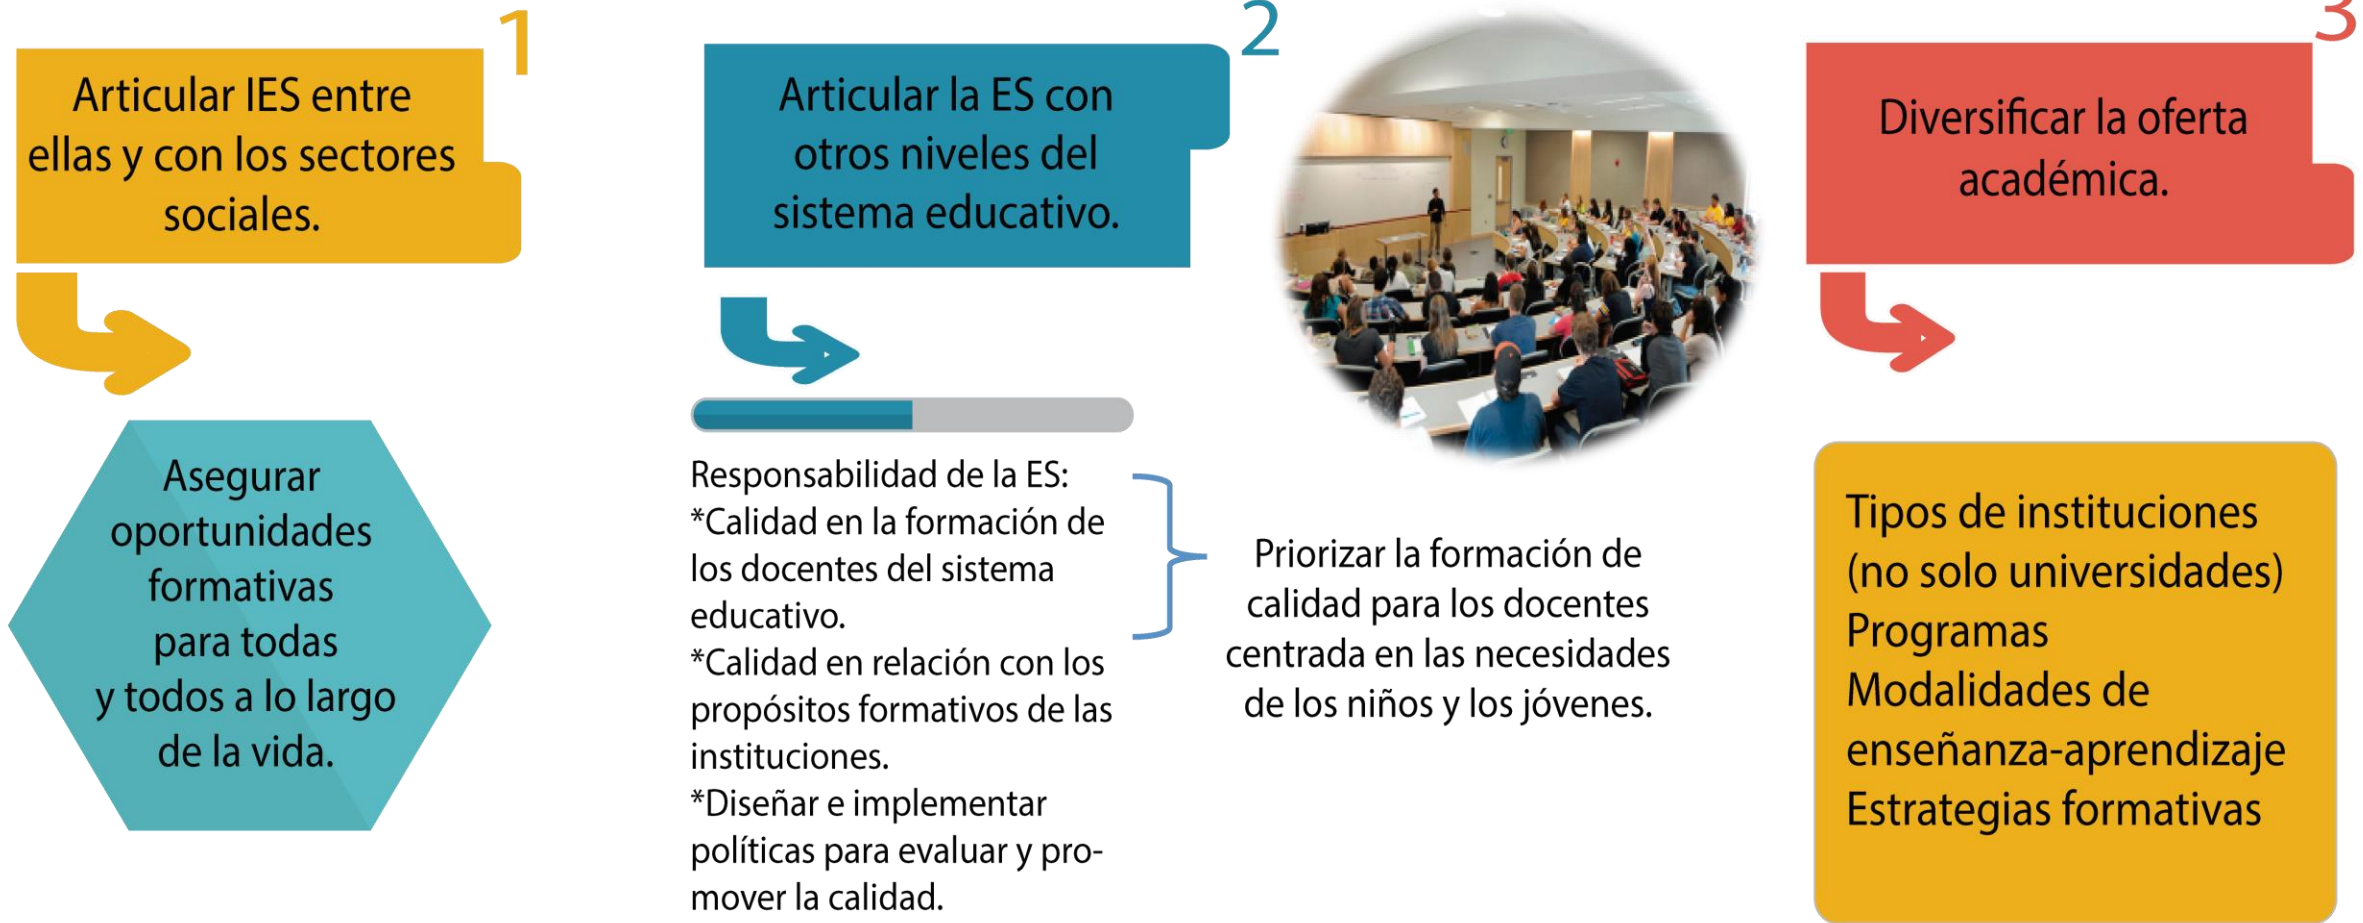 1
Articular IES entre
ellas y con los sectores
sociales.
Asegurar
oportunidades
formativas
para todas
y todos a lo largo
de la vida.
2
Articular la ES con
otros niveles del
sistema educativo.
Responsabilidad de la ES:
*Calidad en la formación de
los docentes del sistema
educativo.
*Calidad en relación con los
propósitos formativos de las
instituciones.
*Diseñar e implementar
políticas para evaluar y pro-
mover la calidad.
Priorizar la formación de
calidad para los docentes
centrada en las necesidades
de los niños y los jóvenes.
3
Diversificar la oferta
académica.
Tipos de instituciones
(no solo universidades)
Programas
Modalidades de
enseñanza-aprendizaje
Estrategias formativas